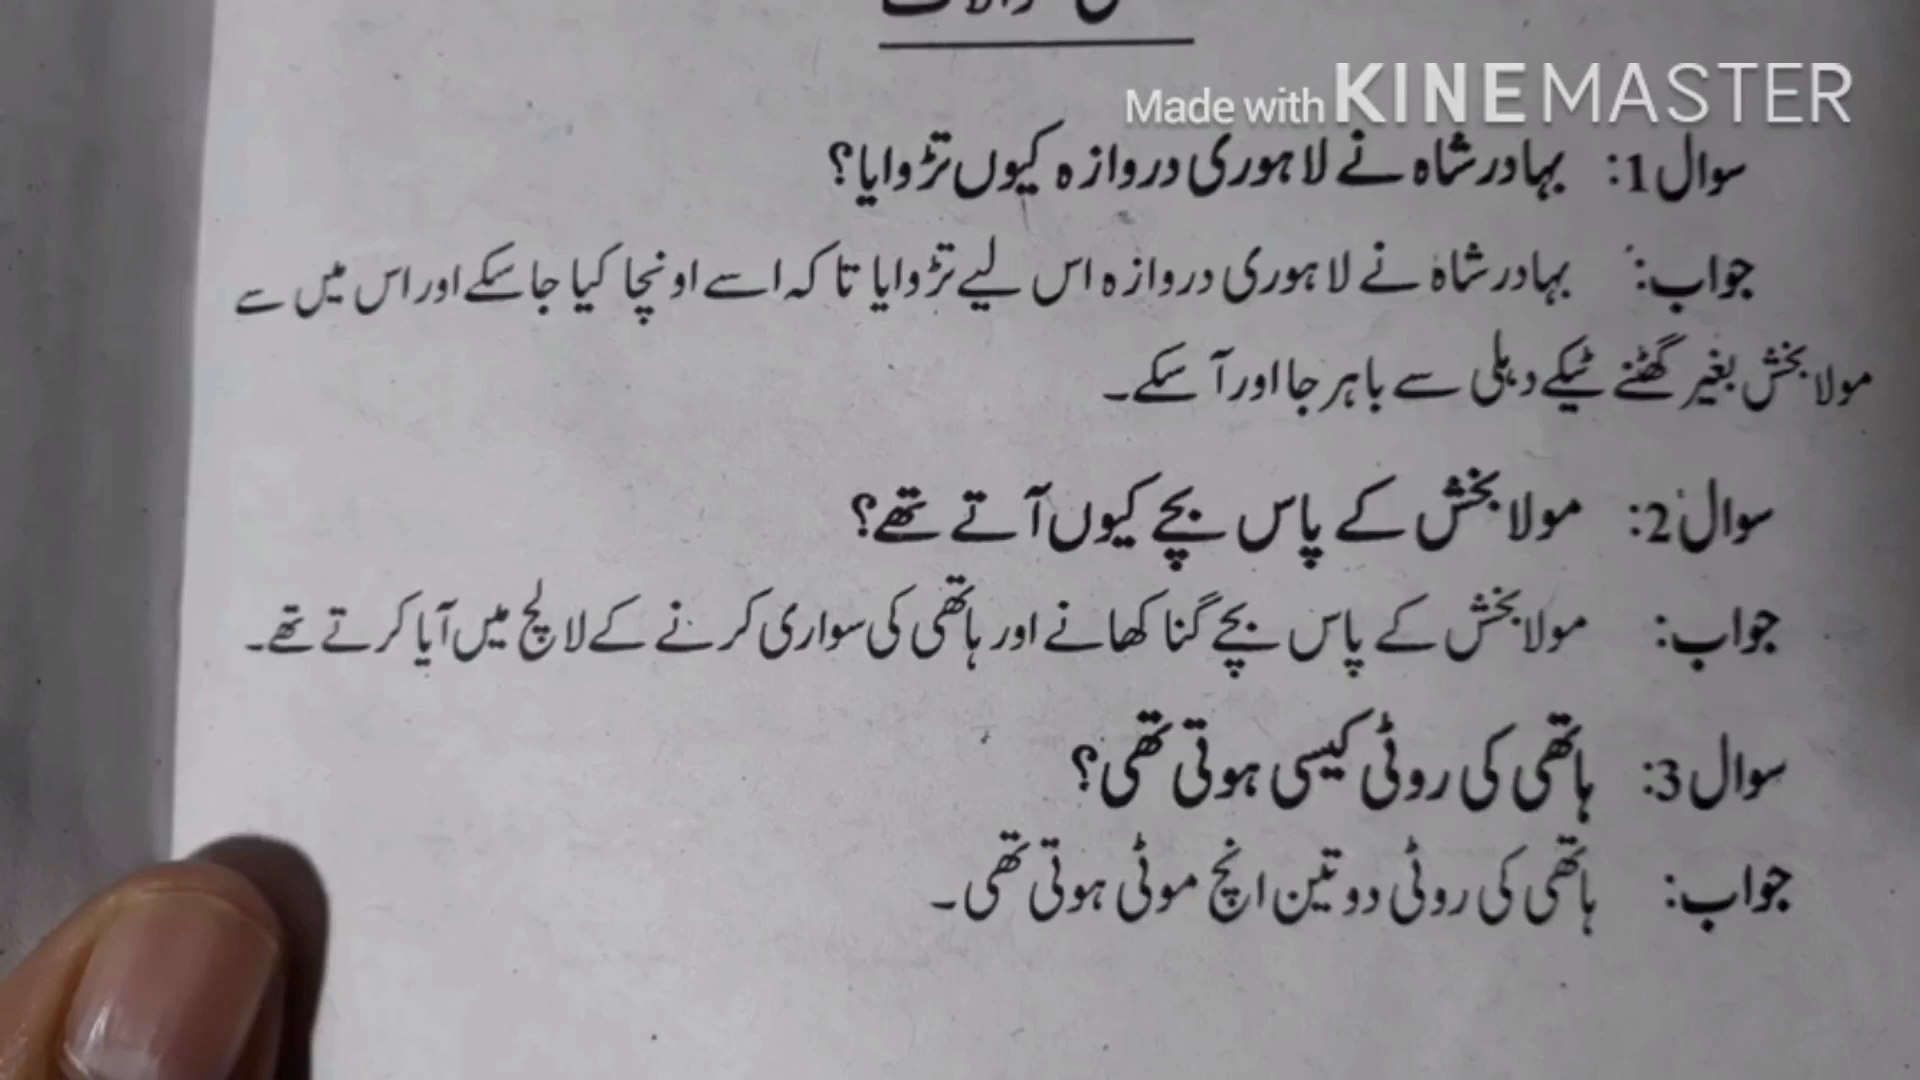 Made with KINEMASTER
سوال 1: بہادر شاہ نے لاہوری دروازہ کیوں تڑوایا؟
جواب: بہادر شاہ نے لاہوری دروازہ اس لیے تڑوایا تا کہ اسے اونچا کیا جا سکے اور اس میں سے
مولا بخش بغیر گھٹنے ٹیکے دہلی سے باہر جا اور آ سکے۔
سوال 2: مولا بخش کے پاس بچے کیوں آتے تھے؟
جواب: مولا بخش کے پاس بچے گنا کھانے اور ہاتھی کی سواری کرنے کے لالچ میں آیا کرتے تھے۔
سوال 3: ہاتھی کی روٹی کیسی ہوتی تھی؟
جواب: ہاتھی کی روٹی دو تین انچ موٹی ہوتی تھی۔